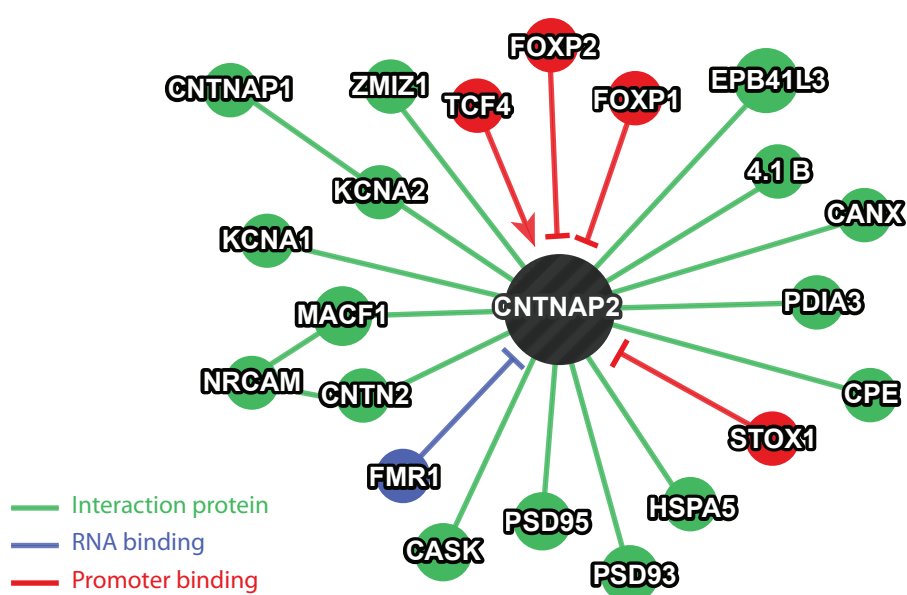 FOXP2
CNTNAP1
ZMIZ1
TCF4
FOXP1
EPB41L3
KCNA2
4.1 B
KCNA1
CANX
MACF1
CNTNAP2
PDIA3
NRCAM
CNTN2
CPE
STOX1
FMR1
Interaction protein
PSD95
HSPA5
RNA binding
CASK
PSD93
Promoter binding